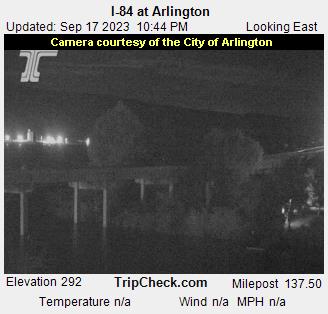 I-84 at Arlington
Updated: Sep 17 2023 10:44 PM Looking East
Camera courtesy of the City of Arlington
Elevation 292 TripCheck.com Milepost 137.50
Temperature n/a Wind n/a MPH n/a